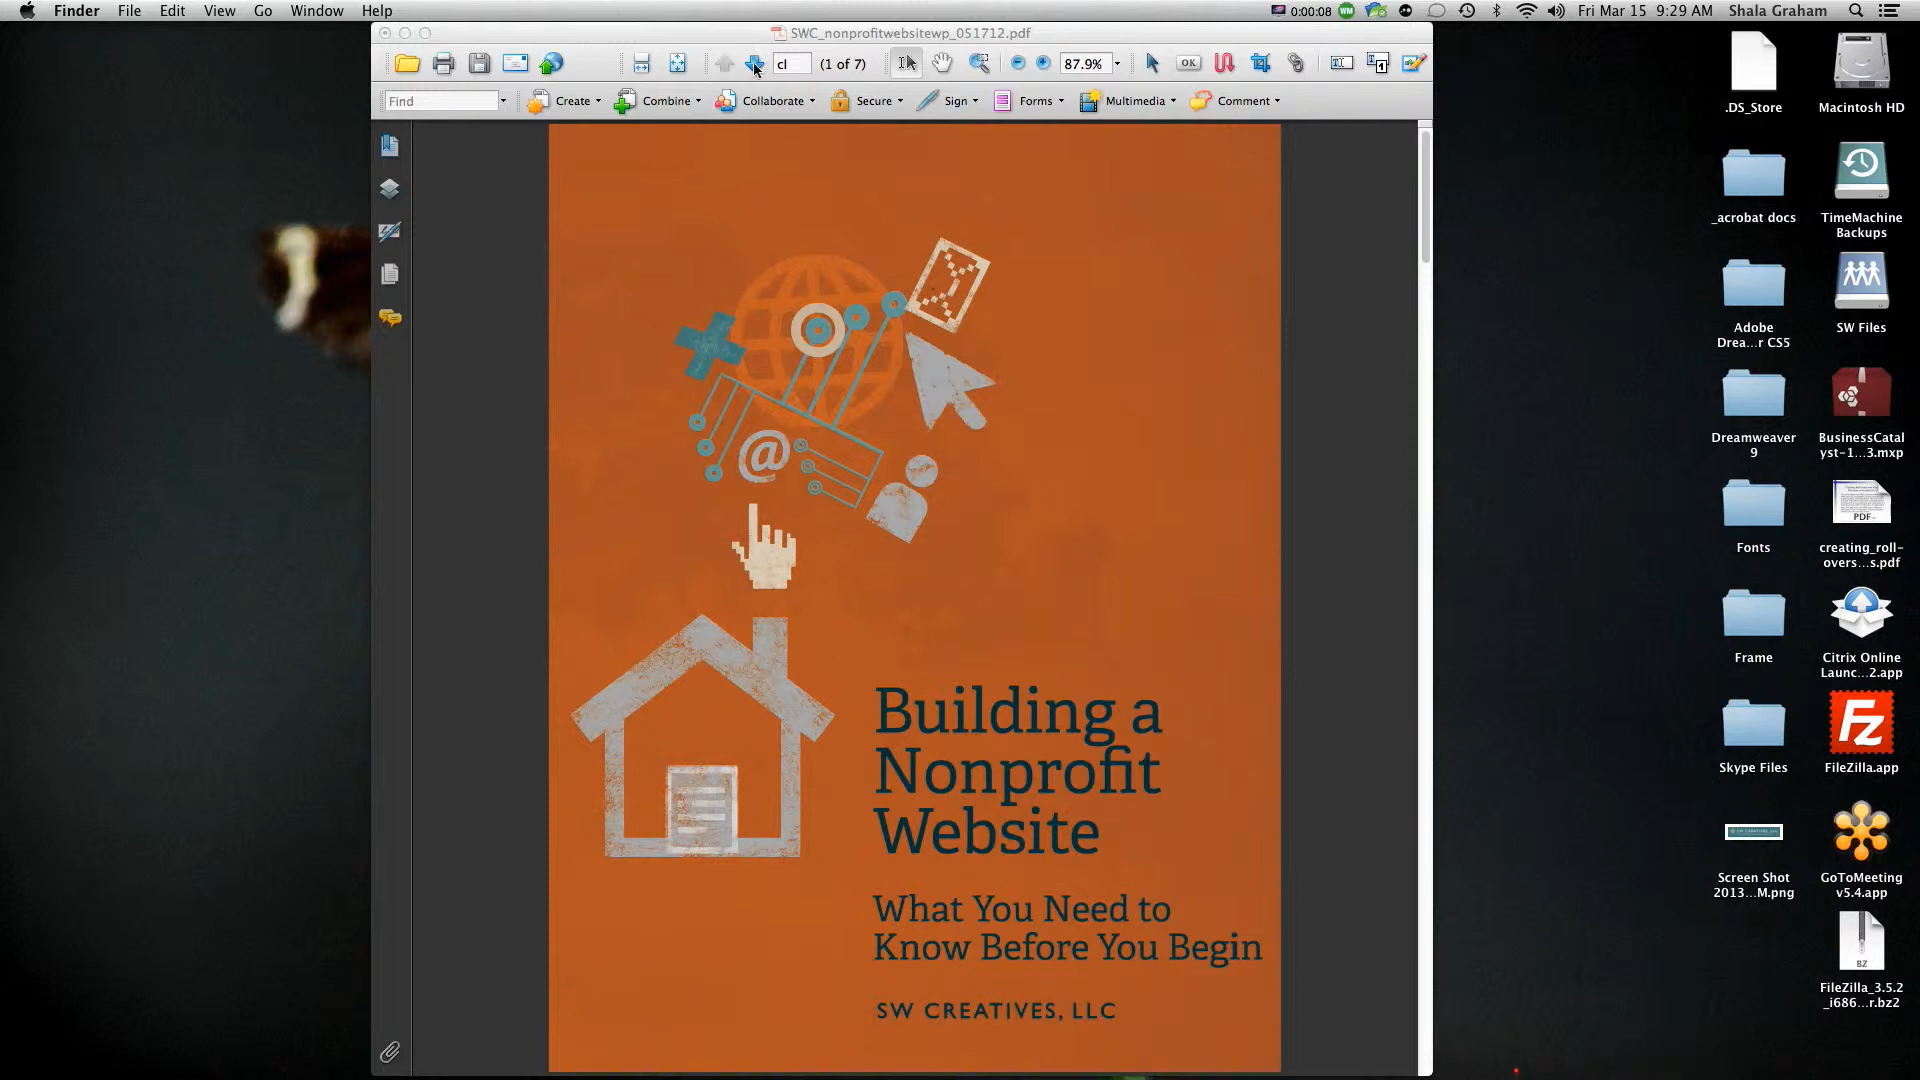 Finder File Edit View Go Window Help
0:00:08 Fri Mar 15 9:29 AM Shala Graham
SWC_nonprofitwebsitewp_051712.pdf
cl (1 of 7) 87.9% OK
Find Create Combine Collaborate Secure Sign Forms Multimedia Comment
@
Building a
Nonprofit
Website
What You Need to
Know Before You Begin
SW CREATIVES, LLC
.DS_Store
Macintosh HD
_acrobat docs
TimeMachine
Backups
Adobe
Drea...r CS5
SW Files
Dreamweaver
9
BusinessCatal
yst-1...3.mxp
Fonts
PDF
creating_roll-
overs...s.pdf
Frame
Citrix Online
Launc...2.app
Skype Files
Fz
FileZilla.app
Screen Shot
2013...M.png
GoToMeeting
v5.4.app
BZ
FileZilla_3.5.2
_i686...r.bz2